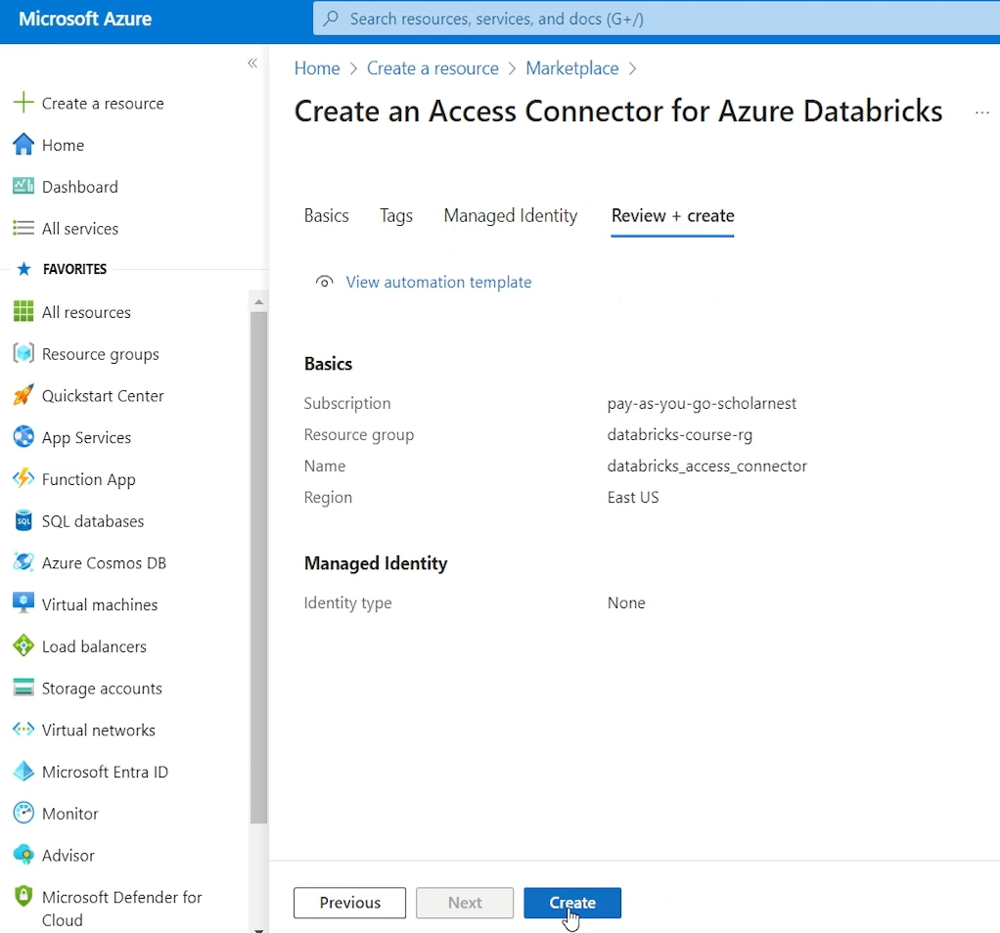 Microsoft Azure
Search resources, services, and docs (G+/)
«
Create a resource
Home
Dashboard
All services
FAVORITES
All resources
Resource groups
Quickstart Center
App Services
Function App
SQL databases
Azure Cosmos DB
Virtual machines
Load balancers
Storage accounts
Virtual networks
Microsoft Entra ID
Monitor
Advisor
Microsoft Defender for
Cloud
Home > Create a resource > Marketplace >
Create an Access Connector for Azure Databricks ...
Basics Tags Managed Identity Review + create
View automation template
Basics
Subscription pay-as-you-go-scholarnest
Resource group databricks-course-rg
Name databricks_access_connector
Region East US
Managed Identity
Identity type None
Previous Next Create